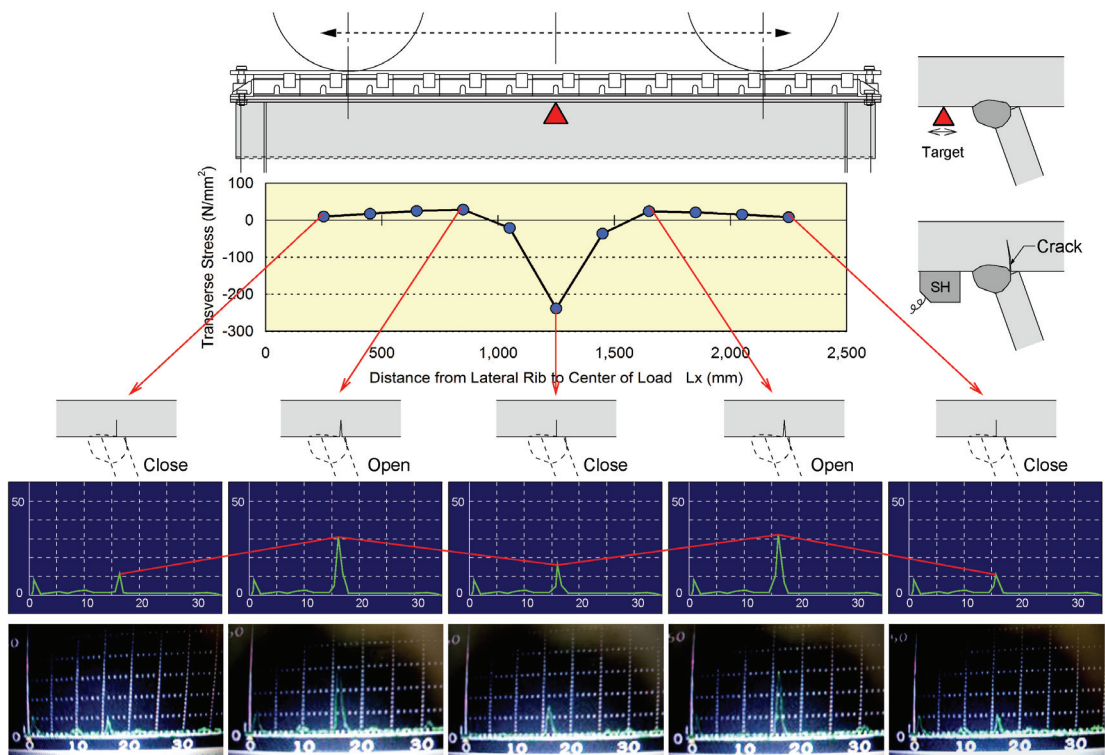 Target
Crack
SH
Transverse Stress (N/mm²)
100
0
-100
-200
-300
0 500 1,000 1,500 2,000 2,500
Distance from Lateral Rib to Center of Load Lx (mm)
Close Open Close Open Close
50 50 50 50 50
0 0 0 0 0
0 10 20 30 0 10 20 30 0 10 20 30 0 10 20 30 0 10 20 30
10 20 30 10 20 30 10 20 30 10 20 30 10 20 30